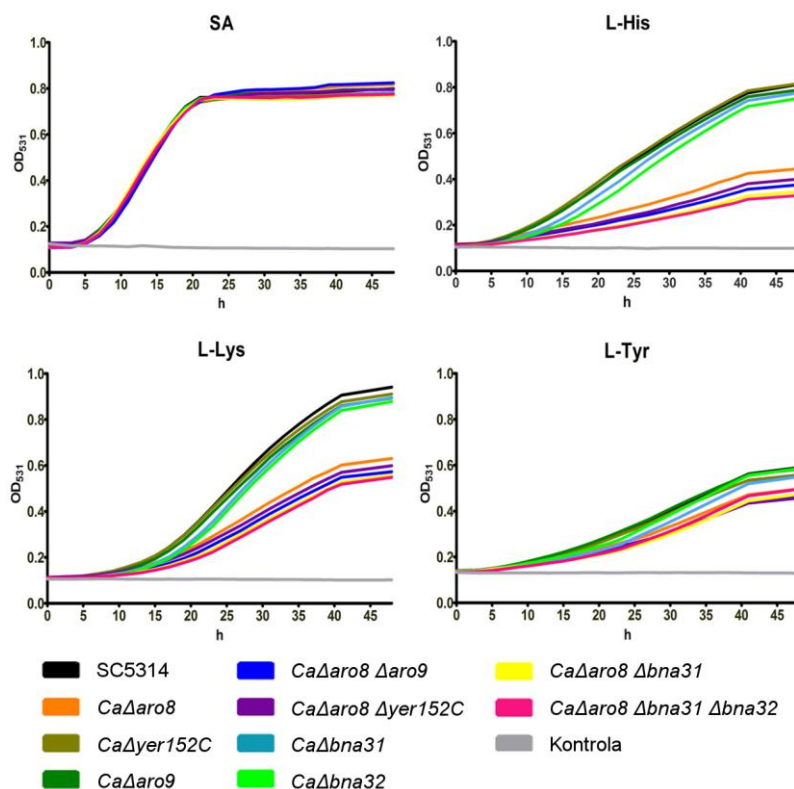 SA
OD531
1.0
0.8
0.6
0.4
0.2
0.0
0 5 10 15 20 25 30 35 40 45
h
L-His
OD531
1.0
0.8
0.6
0.4
0.2
0.0
0 5 10 15 20 25 30 35 40 45
h
L-Lys
OD531
1.0
0.8
0.6
0.4
0.2
0.0
0 5 10 15 20 25 30 35 40 45
h
L-Tyr
OD531
1.0
0.8
0.6
0.4
0.2
0.0
0 5 10 15 20 25 30 35 40 45
h
SC5314
CaΔaro8
CaΔyer152C
CaΔaro9
CaΔaro8 Δaro9
CaΔaro8 Δyer152C
CaΔbna31
CaΔbna32
CaΔaro8 Δbna31
CaΔaro8 Δbna31 Δbna32
Kontrola